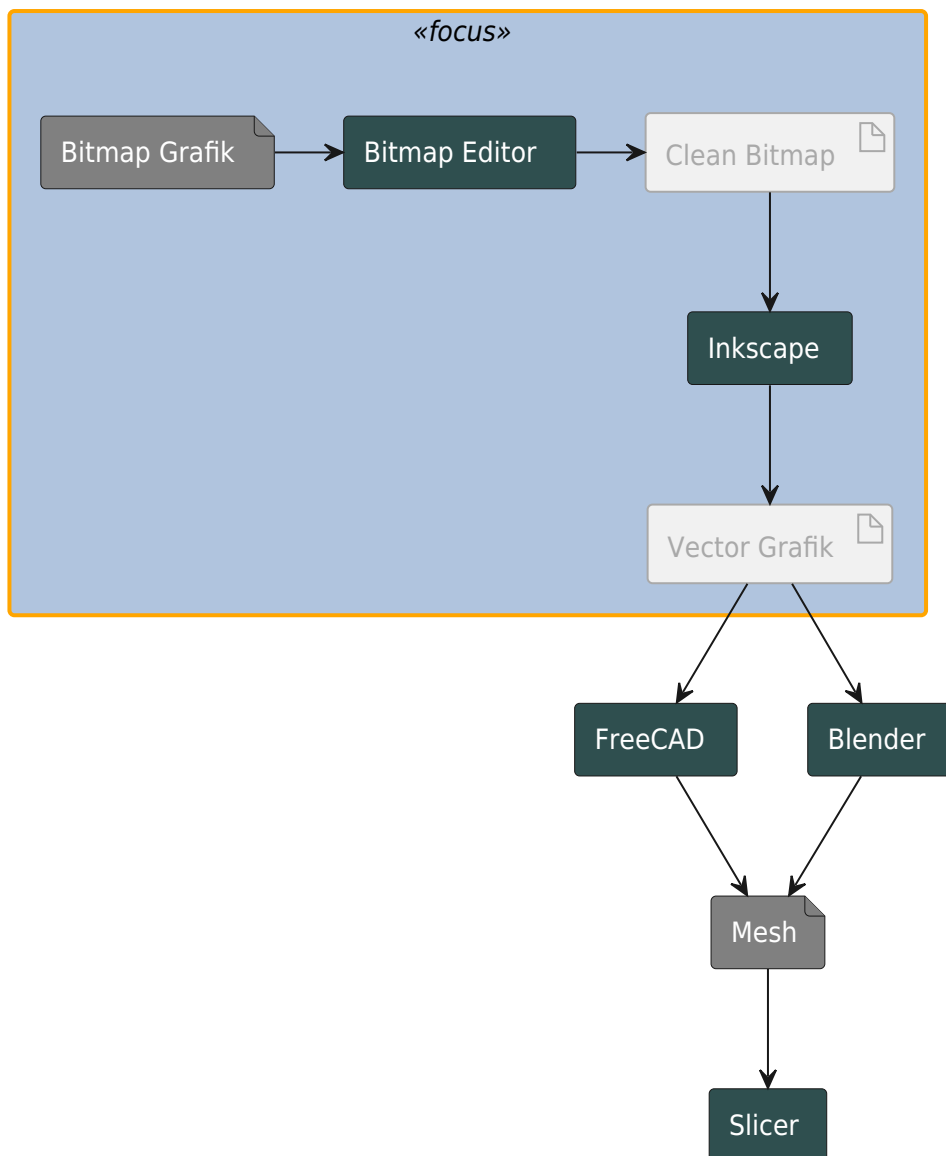 «focus»
Bitmap Grafik
Bitmap Editor
Clean Bitmap
Inkscape
Vector Grafik
FreeCAD
Blender
Mesh
Slicer